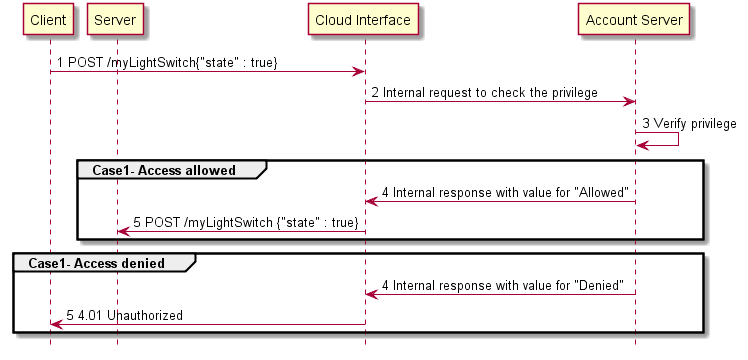 Client Server Cloud Interface Account Server
1 POST /myLightSwitch{"state" : true}
2 Internal request to check the privilege
3 Verify privilege
Case1- Access allowed
4 Internal response with value for "Allowed"
5 POST /myLightSwitch {"state" : true}
Case1- Access denied
4 Internal response with value for "Denied"
5 4.01 Unauthorized